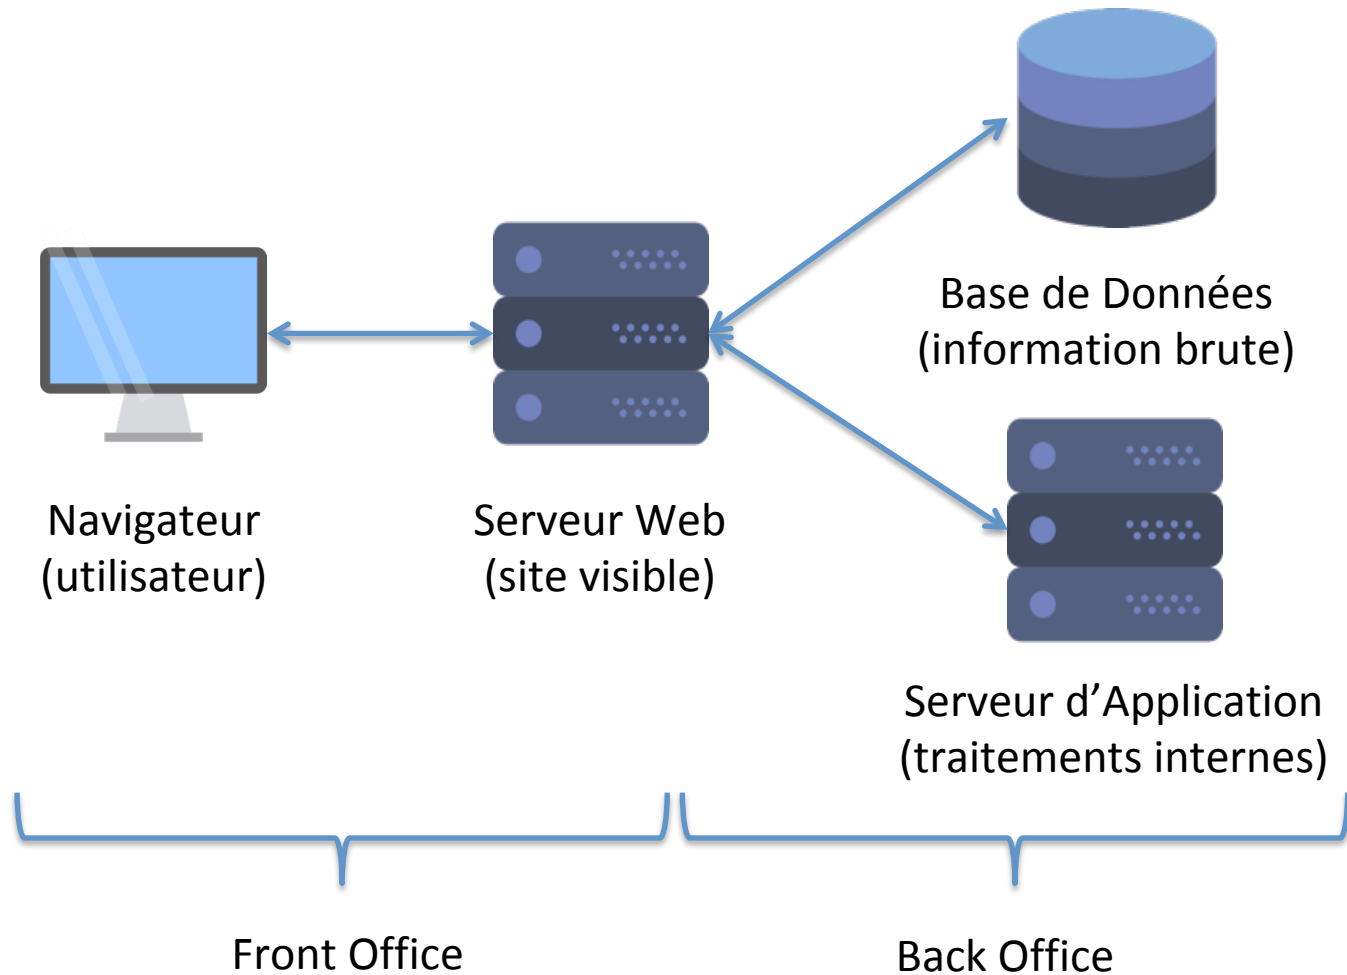 Base de Données
(information brute)
Navigateur
(utilisateur)
Serveur Web
(site visible)
Serveur d’Application
(traitements internes)
Front Office
Back Office